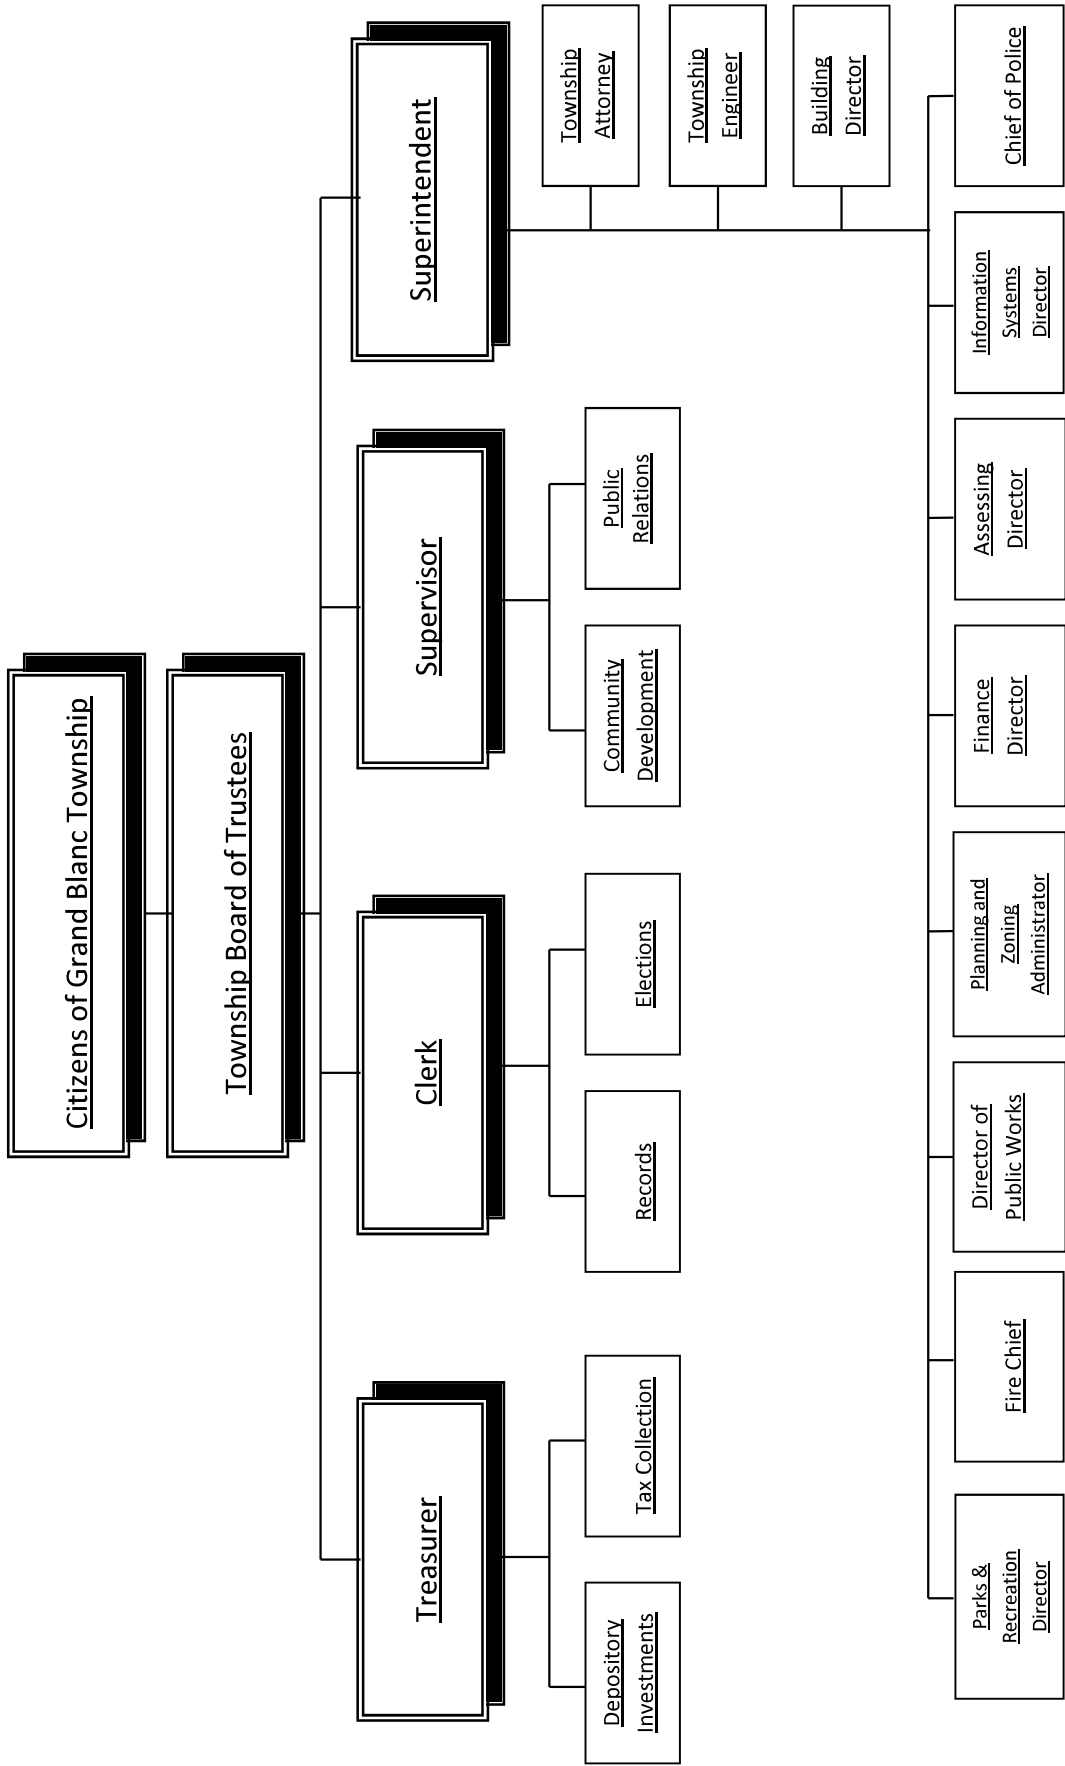 Citizens of Grand Blanc Township
Township Board of Trustees
Treasurer
Clerk
Supervisor
Superintendent
Depository
Investments
Tax Collection
Records
Elections
Community
Development
Public
Relations
Township
Attorney
Township
Engineer
Building
Director
Parks &
Recreation
Director
Fire Chief
Director of
Public Works
Planning and
Zoning
Administrator
Finance
Director
Assessing
Director
Information
Systems
Director
Chief of Police